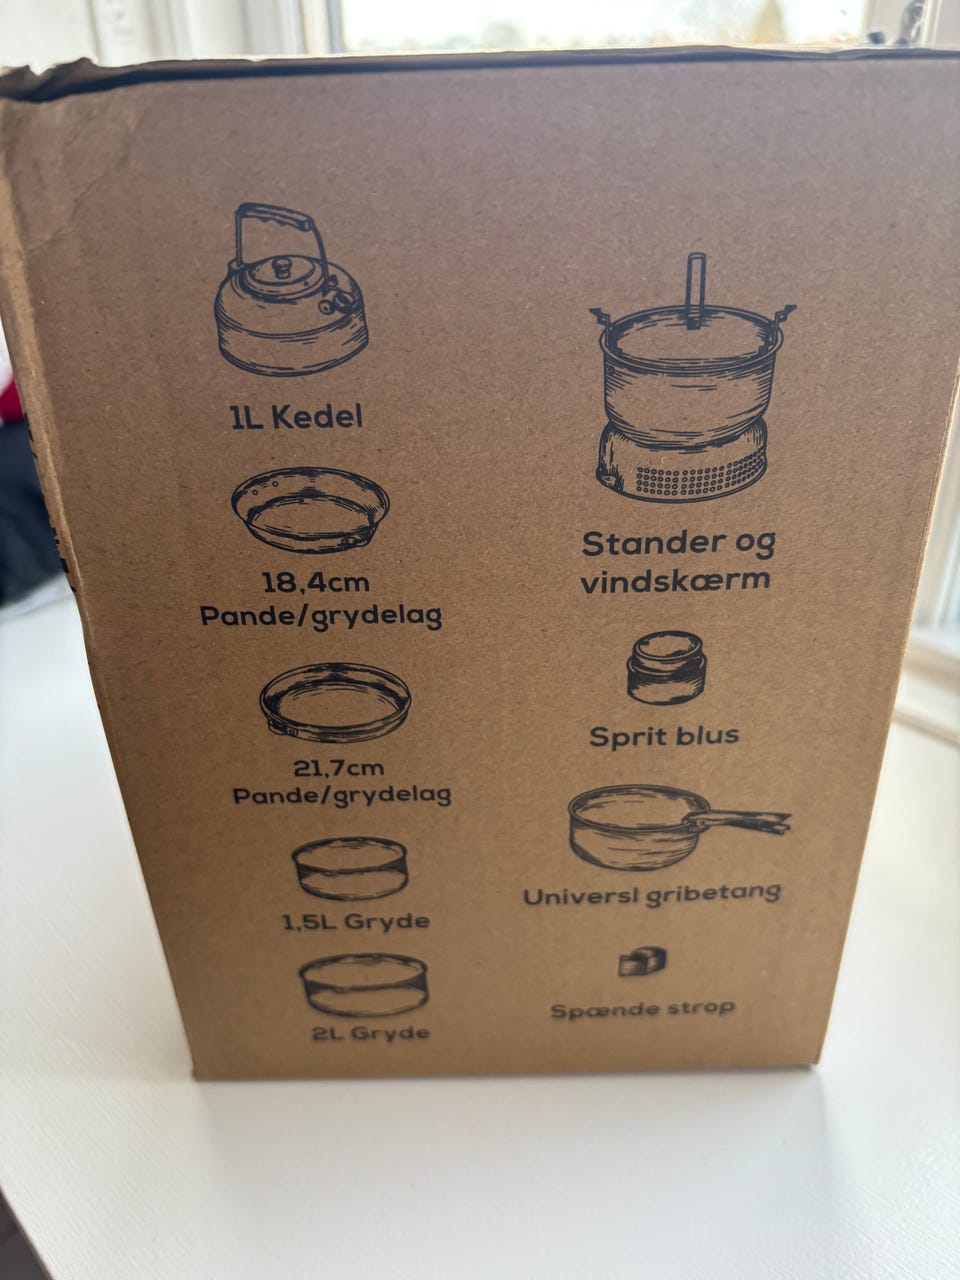 1L Kedel
18,4cm
Pande/grydelag
21,7cm
Pande/grydelag
1,5L Gryde
2L Gryde
Stander og
vindskærm
Sprit blus
Universl gribetang
Spænde strop